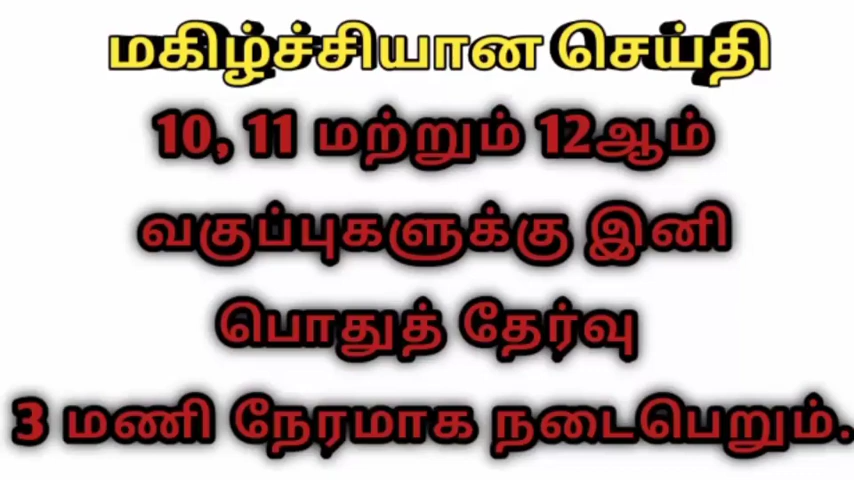 மகிழ்ச்சியான செய்தி
10, 11 மற்றும் 12ஆம்
வகுப்புகளுக்கு இனி
பொதுத் தேர்வு
3 மணி நேரமாக நடைபெறும்.